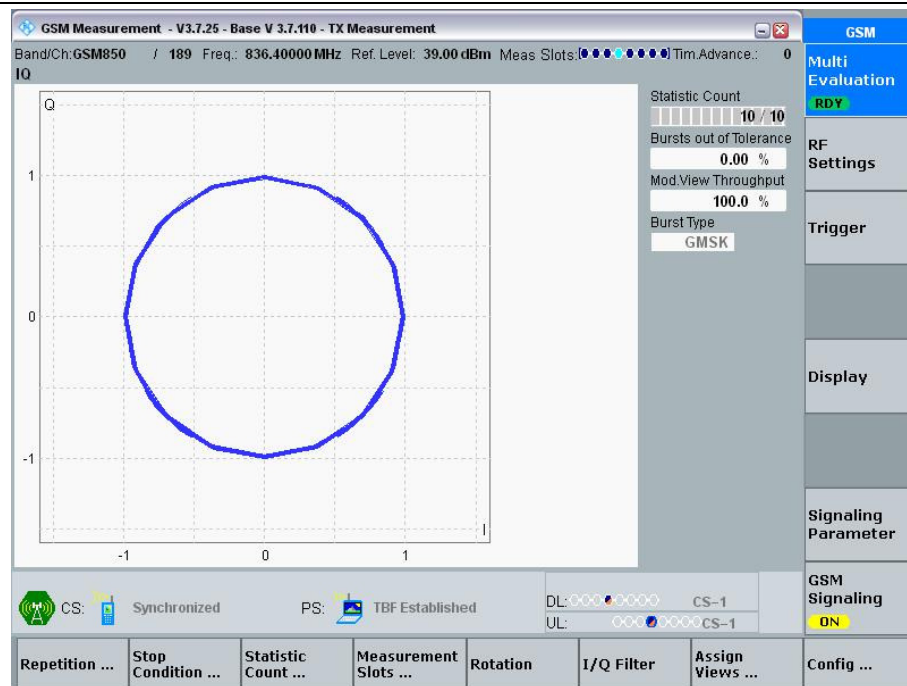 GSM Measurement - V3.7.25 - Base V 3.7.110 - TX Measurement
Band/Ch:GSM850 / 189 Freq.: 836.40000 MHz Ref. Level: 39.00 dBm Meas Slots: Tim.Advance.: 0
IQ
Q
1
0
-1
I
-1 0 1
Statistic Count
10 / 10
Bursts out of Tolerance
0.00 %
Mod.View Throughput
100.0 %
Burst Type
GMSK
GSM
Multi
Evaluation
RDY
RF
Settings
Trigger
Display
Signaling
Parameter
GSM
Signaling
ON
CS: Synchronized PS: TBF Established
DL: CS-1
UL: CS-1
Repetition ...
Stop
Condition ...
Statistic
Count ...
Measurement
Slots ...
Rotation
I/Q Filter
Assign
Views ...
Config ...